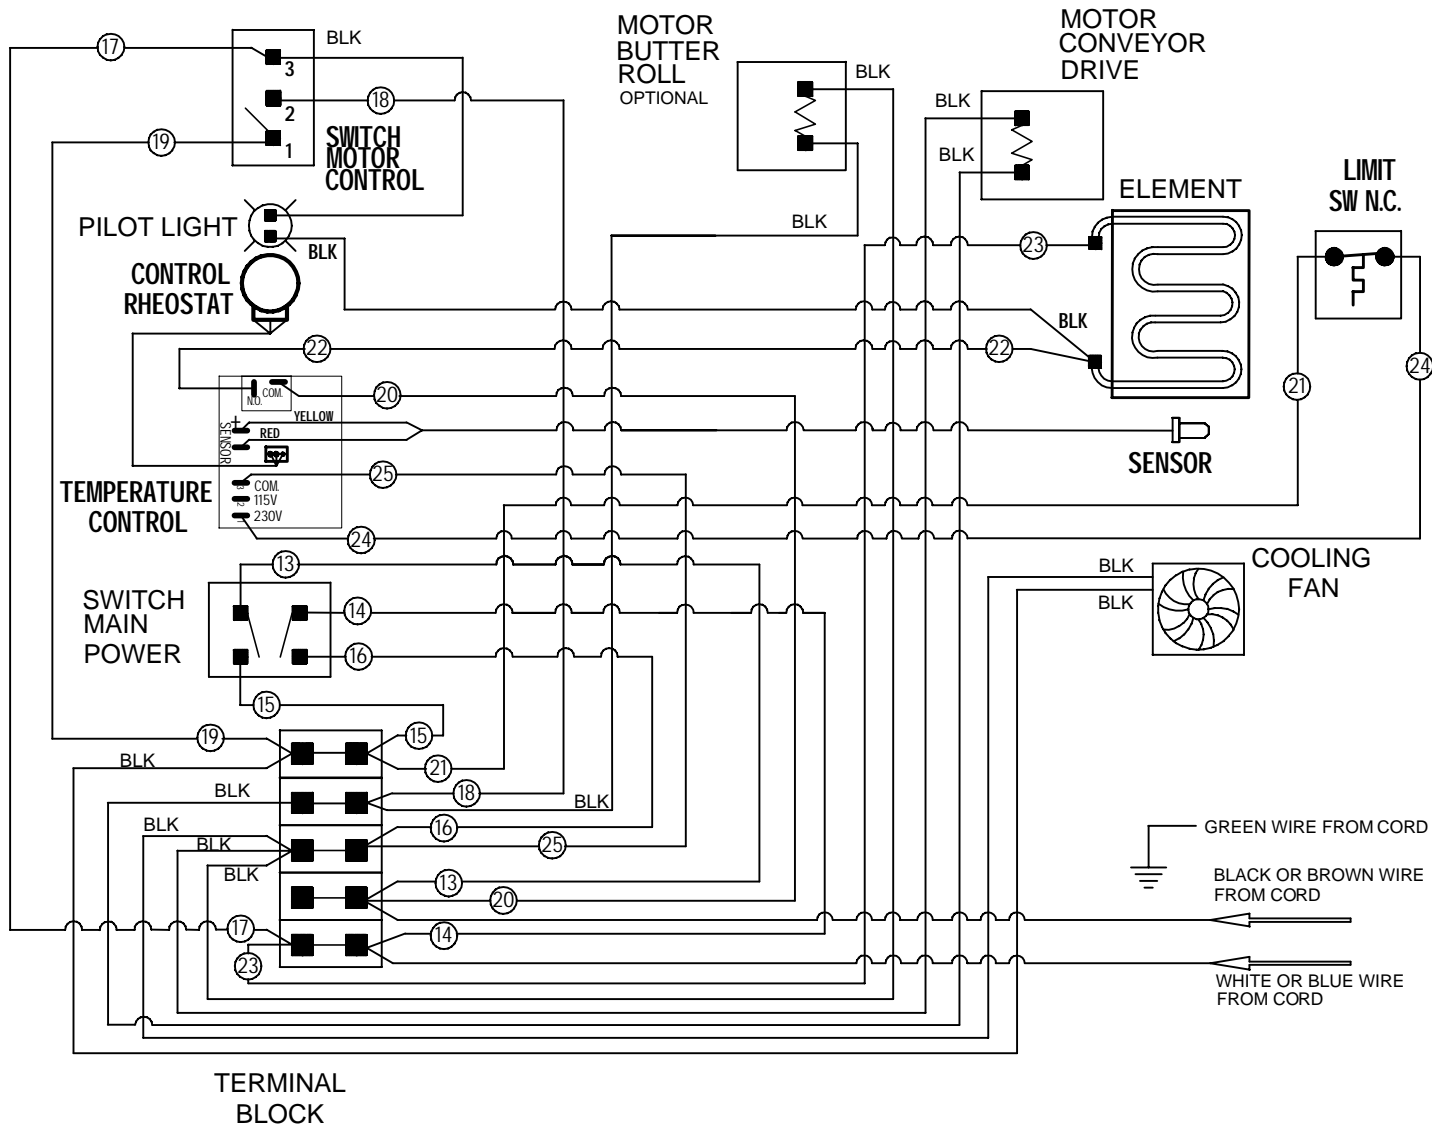 17
BLK
3
2
1
18
19
SWITCH
MOTOR
CONTROL
MOTOR
BUTTER
ROLL
OPTIONAL
BLK
MOTOR
CONVEYOR
DRIVE
BLK
BLK
ELEMENT
LIMIT
SW N.C.
PILOT LIGHT
BLK
BLK
23
CONTROL
RHEOSTAT
BLK
22
22
21
24
N.O.
COM.
20
+
SENSOR
YELLOW
RED
SENSOR
TEMPERATURE
CONTROL
3 COM.
2 115V
1 230V
25
24
13
SWITCH
MAIN
POWER
14
16
COOLING
FAN
BLK
BLK
15
19
15
BLK
21
BLK
18
BLK
BLK
16
BLK
25
BLK
13
20
17
14
23
GREEN WIRE FROM CORD
BLACK OR BROWN WIRE
FROM CORD
WHITE OR BLUE WIRE
FROM CORD
TERMINAL
BLOCK